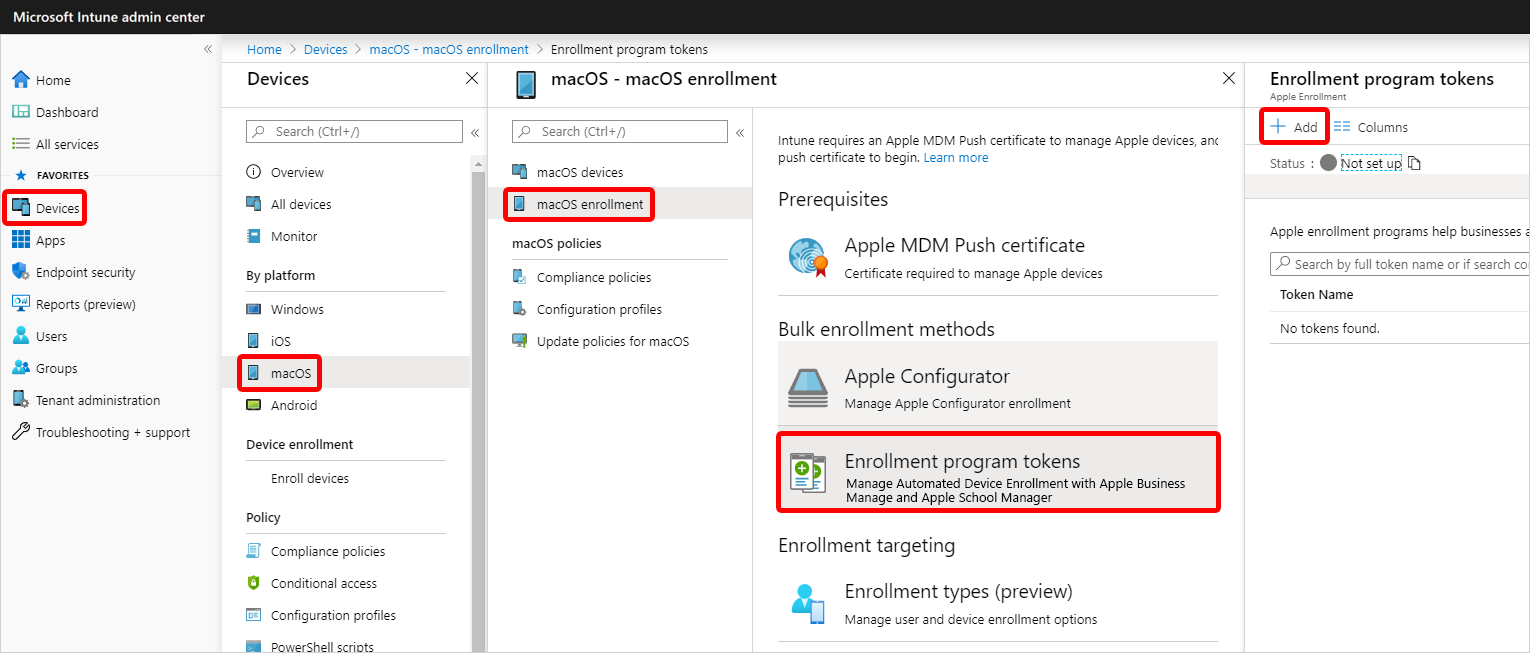 Microsoft Intune admin center
«
Home
Dashboard
All services
FAVORITES
Devices
Apps
Endpoint security
Reports (preview)
Users
Groups
Tenant administration
Troubleshooting + support
Home > Devices > macOS - macOS enrollment > Enrollment program tokens
Devices
Search (Ctrl+/)
«
Overview
All devices
Monitor
By platform
Windows
iOS
macOS
Android
Device enrollment
Enroll devices
Policy
Compliance policies
Conditional access
Configuration profiles
PowerShell scripts
macOS - macOS enrollment
Search (Ctrl+/)
«
macOS devices
macOS enrollment
macOS policies
Compliance policies
Configuration profiles
Update policies for macOS
Intune requires an Apple MDM Push certificate to manage Apple devices, and
push certificate to begin. Learn more
Prerequisites
Apple MDM Push certificate
Certificate required to manage Apple devices
Bulk enrollment methods
Apple Configurator
Manage Apple Configurator enrollment
Enrollment program tokens
Manage Automated Device Enrollment with Apple Business
Manage and Apple School Manager
Enrollment targeting
Enrollment types (preview)
Manage user and device enrollment options
Enrollment program tokens
Apple Enrollment
Add Columns
Status : Not set up
Apple enrollment programs help businesses a
Search by full token name or if search co
Token Name
No tokens found.